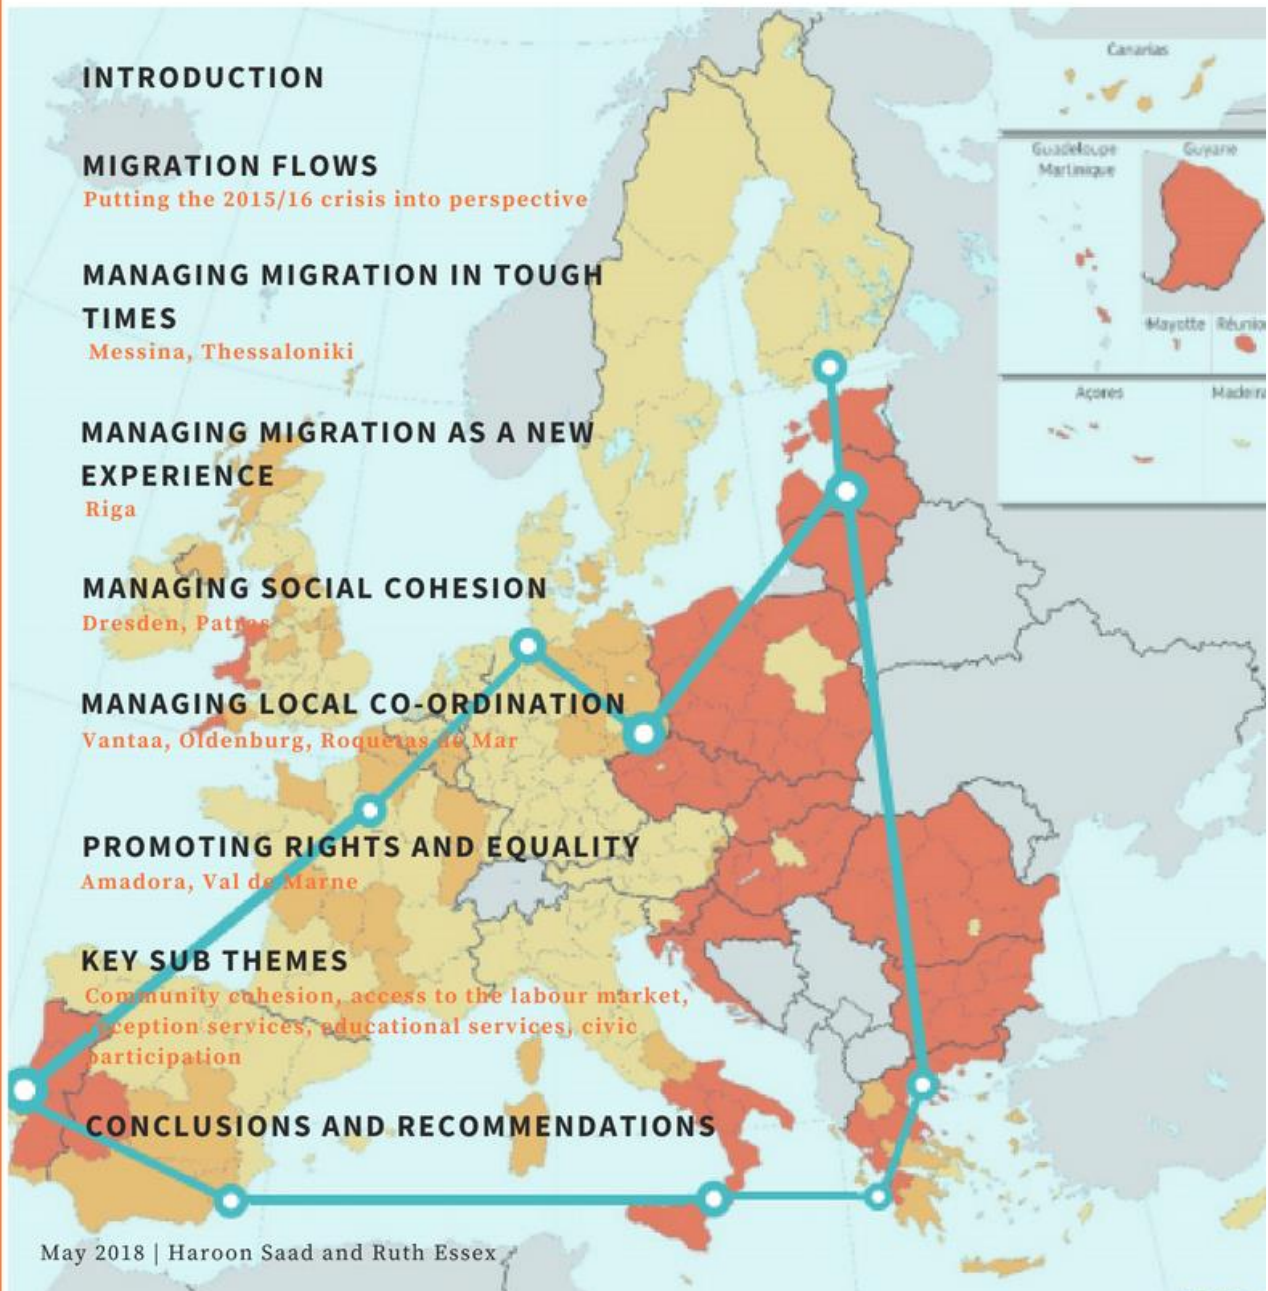 INTRODUCTION
MIGRATION FLOWS
Putting the 2015/16 crisis into perspective
MANAGING MIGRATION IN TOUGH
TIMES
Messina, Thessaloniki
MANAGING MIGRATION AS A NEW
EXPERIENCE
Riga
MANAGING SOCIAL COHESION
Dresden, Patras
MANAGING LOCAL CO-ORDINATION
Vantaa, Oldenburg, Roquetas de Mar
PROMOTING RIGHTS AND EQUALITY
Amadora, Val de Marne
KEY SUB THEMES
Community cohesion, access to the labour market,
reception services, educational services, civic
participation
CONCLUSIONS AND RECOMMENDATIONS
May 2018 | Haroon Saad and Ruth Essex
Canarias
Guadeloupe
Martinique
Guyane
Mayotte
Réunio
Açores
Madeira